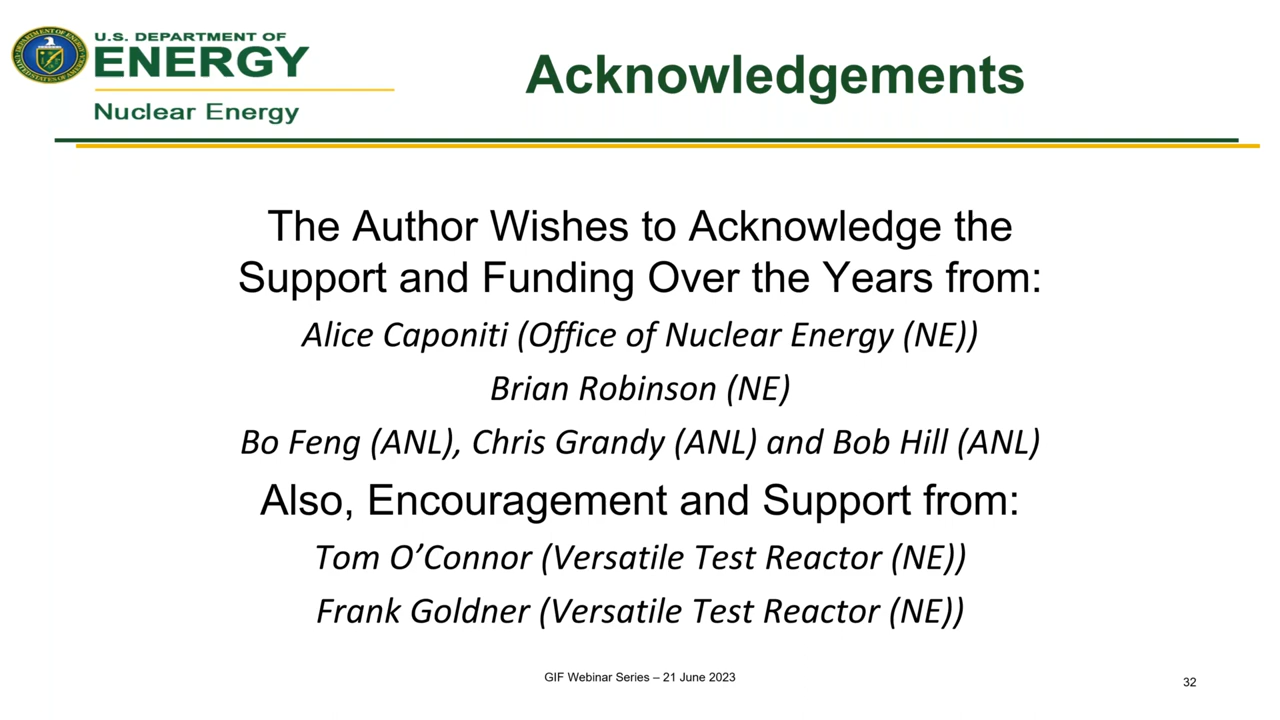 U.S. DEPARTMENT OF
ENERGY
Nuclear Energy
Acknowledgements
The Author Wishes to Acknowledge the
Support and Funding Over the Years from:
Alice Caponiti (Office of Nuclear Energy (NE))
Brian Robinson (NE)
Bo Feng (ANL), Chris Grandy (ANL) and Bob Hill (ANL)
Also, Encouragement and Support from:
Tom O’Connor (Versatile Test Reactor (NE))
Frank Goldner (Versatile Test Reactor (NE))
GIF Webinar Series – 21 June 2023
32